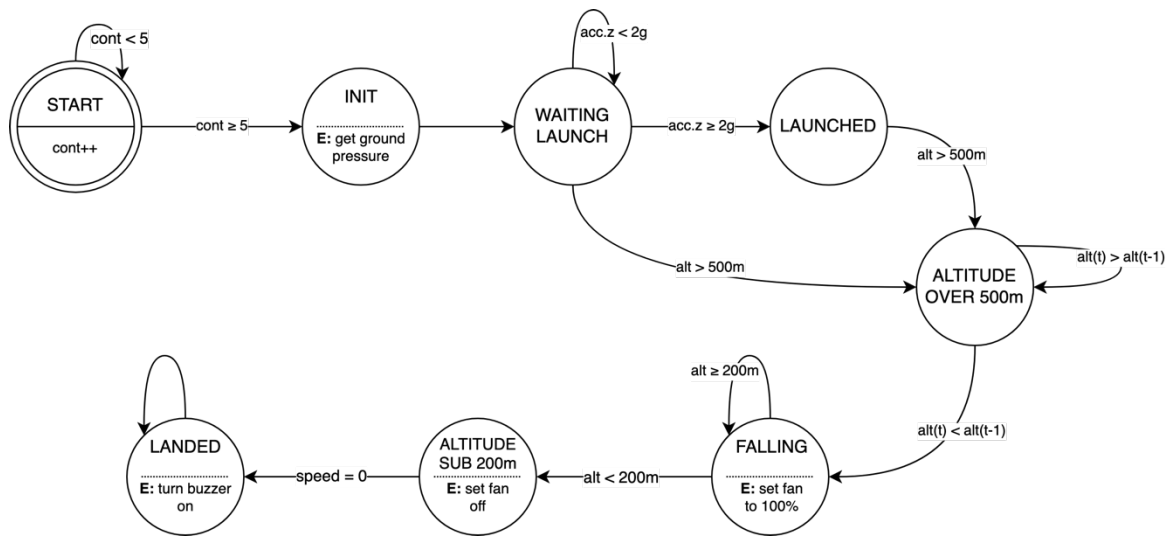 cont < 5
START
cont++
cont ≥ 5
INIT
E: get ground
pressure
acc.z < 2g
WAITING
LAUNCH
acc.z ≥ 2g
LAUNCHED
alt > 500m
alt > 500m
ALTITUDE
OVER 500m
alt(t) > alt(t-1)
alt(t) < alt(t-1)
alt ≥ 200m
FALLING
E: set fan
to 100%
alt < 200m
ALTITUDE
SUB 200m
E: set fan
off
speed = 0
LANDED
E: turn buzzer
on